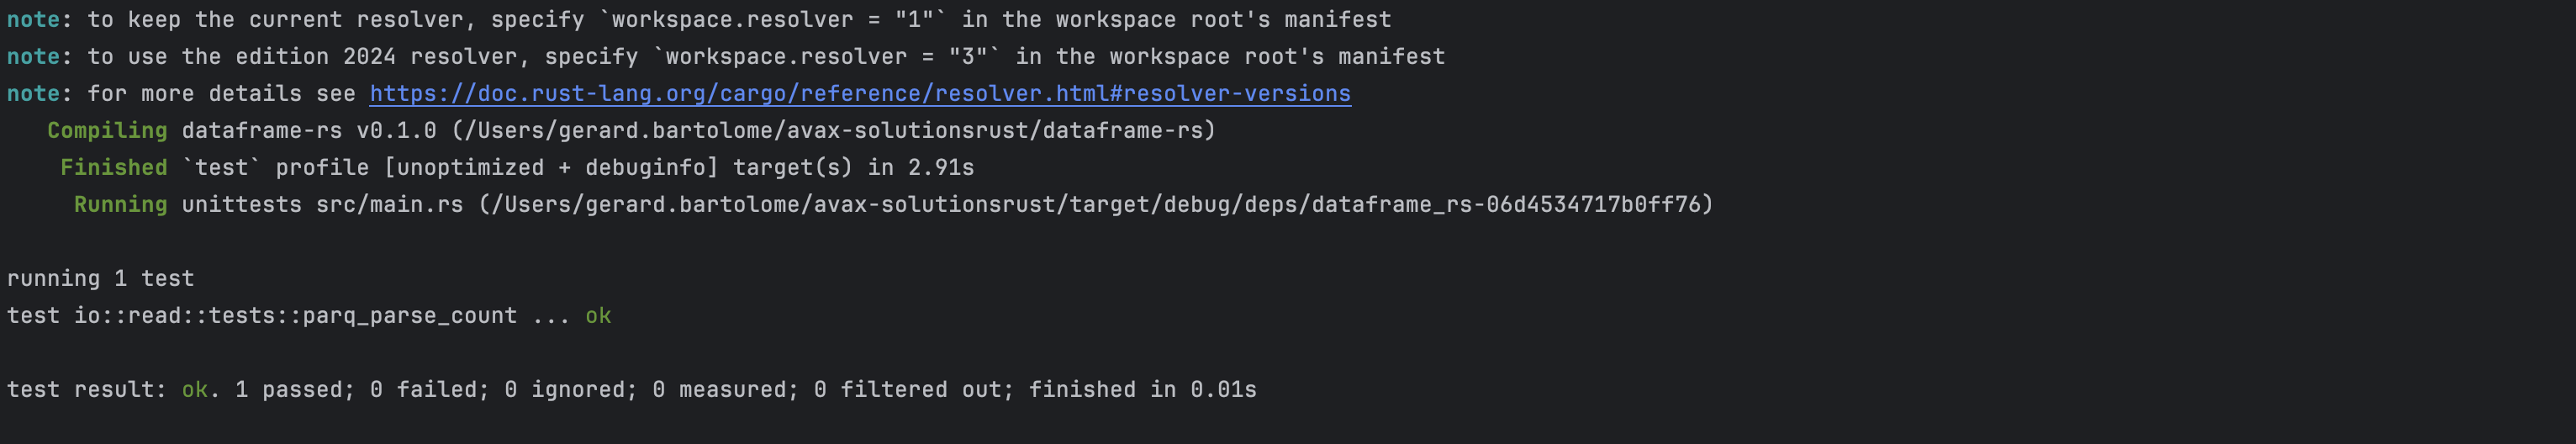 note: to keep the current resolver, specify `workspace.resolver = "1"` in the workspace root's manifest
note: to use the edition 2024 resolver, specify `workspace.resolver = "3"` in the workspace root's manifest
note: for more details see https://doc.rust-lang.org/cargo/reference/resolver.html#resolver-versions
   Compiling dataframe-rs v0.1.0 (/Users/gerard.bartolome/avax-solutionsrust/dataframe-rs)
    Finished `test` profile [unoptimized + debuginfo] target(s) in 2.91s
     Running unittests src/main.rs (/Users/gerard.bartolome/avax-solutionsrust/target/debug/deps/dataframe_rs-06d4534717b0ff76)
running 1 test
test io::read::tests::parq_parse_count ... ok
test result: ok. 1 passed; 0 failed; 0 ignored; 0 measured; 0 filtered out; finished in 0.01s